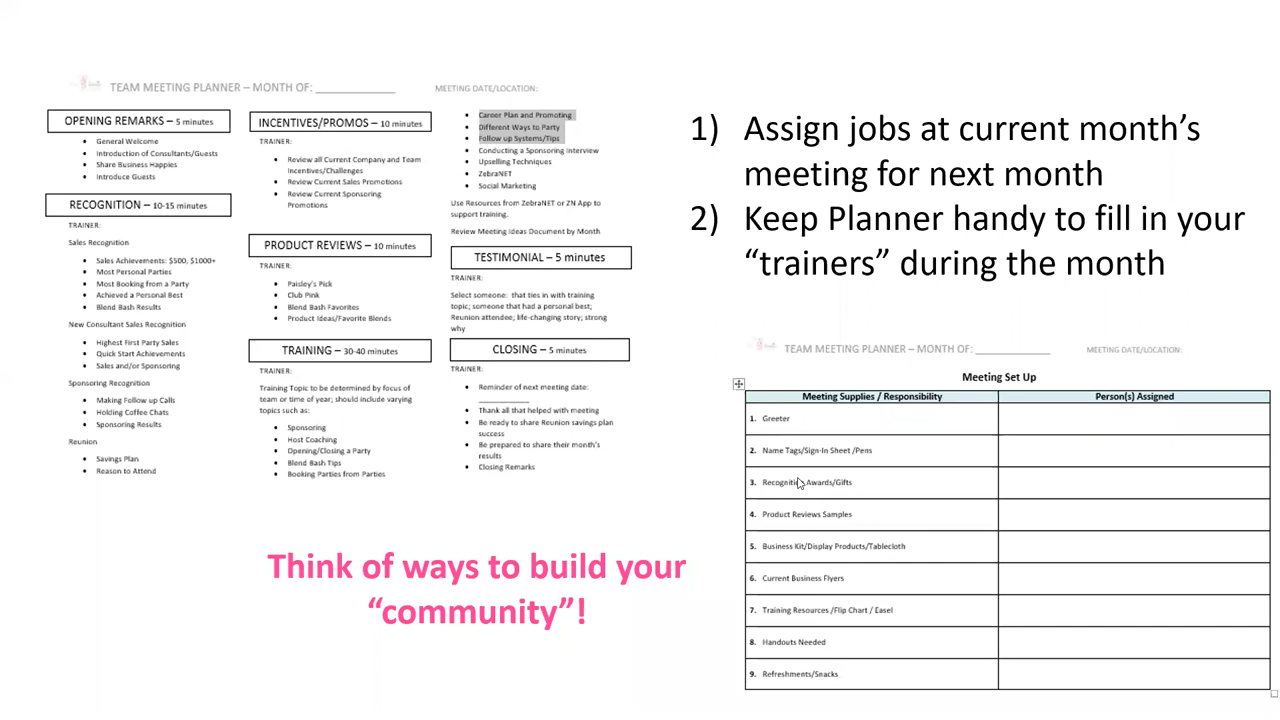 TEAM MEETING PLANNER – MONTH OF: ______________
MEETING DATE/LOCATION:
OPENING REMARKS – 5 minutes
• General Welcome
• Introduction of Consultants/Guests
• Share Business Happies
• Introduce Guests
RECOGNITION – 10-15 minutes
TRAINER:
Sales Recognition
• Sales Achievements: $500, $1000+
• Most Personal Parties
• Most Booking from a Party
• Achieved a Personal Best
• Blend Bash Results
New Consultant Sales Recognition
• Highest First Party Sales
• Quick Start Achievements
• Sales and/or Sponsoring
Sponsoring Recognition
• Making Follow up Calls
• Holding Coffee Chats
• Sponsoring Results
Reunion
• Savings Plan
• Reason to Attend
INCENTIVES/PROMOS – 10 minutes
TRAINER:
• Review all Current Company and Team
Incentives/Challenges
• Review Current Sales Promotions
• Review Current Sponsoring
Promotions
PRODUCT REVIEWS – 10 minutes
TRAINER:
• Paisley's Pick
• Club Pink
• Blend Bash Favorites
• Product Ideas/Favorite Blends
TRAINING – 30-40 minutes
TRAINER:
Training Topic to be determined by focus of
team or time of year; should include varying
topics such as:
• Sponsoring
• Host Coaching
• Opening/Closing a Party
• Blend Bash Tips
• Booking Parties from Parties
• Career Plan and Promoting
• Different Ways to Party
• Follow up Systems/Tips
• Conducting a Sponsoring Interview
• Upselling Techniques
• ZebraNET
• Social Marketing
Use Resources from ZebraNET or ZN App to
support training.
Review Meeting Ideas Document by Month
TESTIMONIAL – 5 minutes
TRAINER:
Select someone: that ties in with training
topic; someone that had a personal best;
Reunion attendee; life-changing story; strong
why
CLOSING – 5 minutes
TRAINER:
• Reminder of next meeting date:
__________
• Thank all that helped with meeting
• Be ready to share Reunion savings plan
success
• Be prepared to share their month's
results
• Closing Remarks
1) Assign jobs at current month's
meeting for next month
2) Keep Planner handy to fill in your
“trainers” during the month
TEAM MEETING PLANNER – MONTH OF: ______________
MEETING DATE/LOCATION:
Meeting Set Up
Meeting Supplies / Responsibility
Person(s) Assigned
1. Greeter
2. Name Tags/Sign-In Sheet /Pens
3. Recognition Awards/Gifts
4. Product Reviews Samples
5. Business Kit/Display Products/Tablecloth
6. Current Business Flyers
7. Training Resources /Flip Chart / Easel
8. Handouts Needed
9. Refreshments/Snacks
Think of ways to build your
“community”!